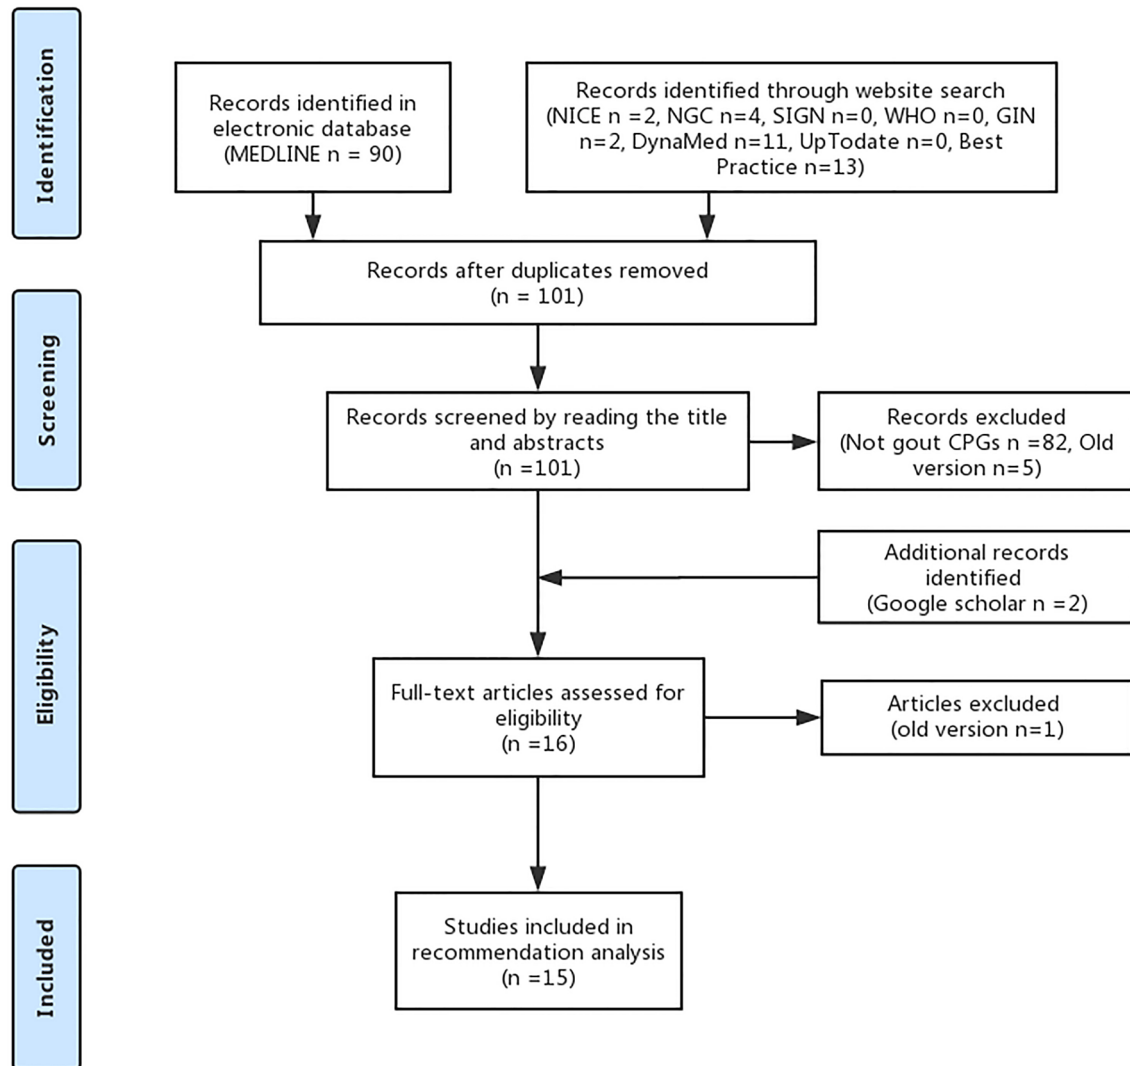 Identification
Records identified in
electronic database
(MEDLINE n = 90)
Records identified through website search
(NICE n =2, NGC n=4, SIGN n=0, WHO n=0, GIN
n=2, DynaMed n=11, UpTodate n=0, Best
Practice n=13)
Records after duplicates removed
(n = 101)
Screening
Records screened by reading the title
and abstracts
(n =101)
Records excluded
(Not gout CPGs n =82, Old
version n=5)
Additional records
identified
(Google scholar n =2)
Eligibility
Full-text articles assessed for
eligibility
(n =16)
Articles excluded
(old version n=1)
Included
Studies included in
recommendation analysis
(n =15)